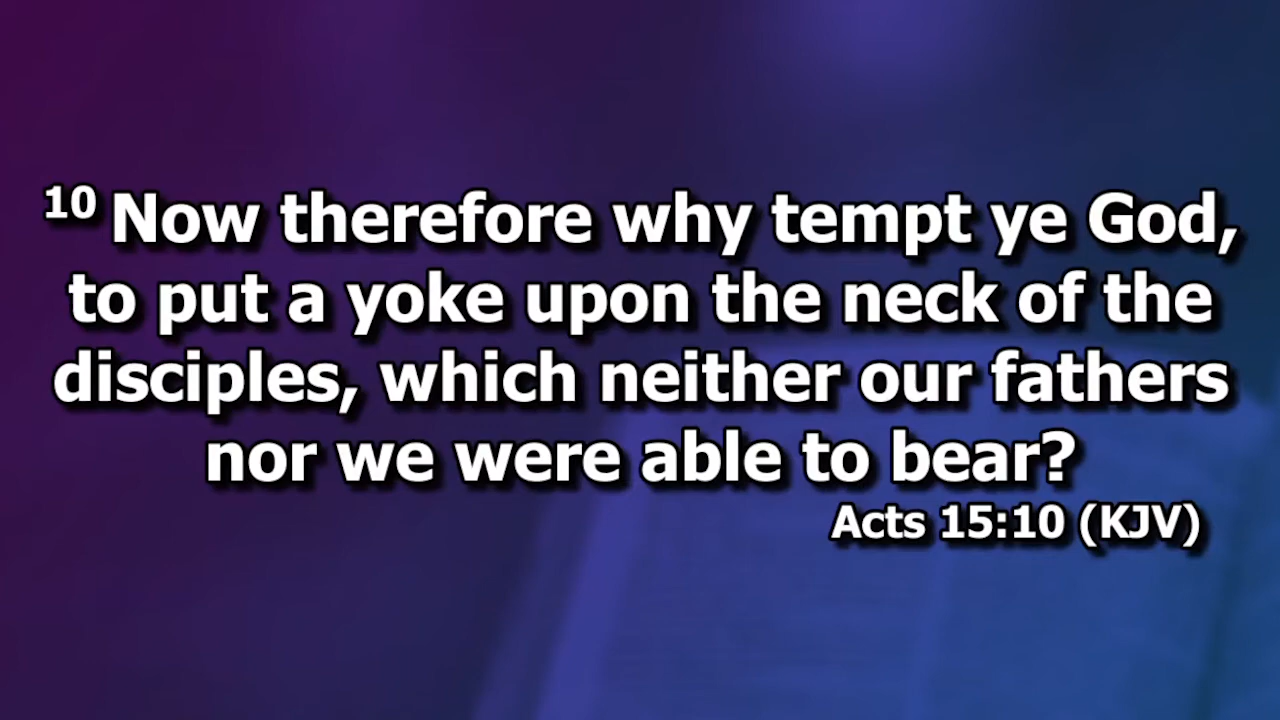 10 Now therefore why tempt ye God,
to put a yoke upon the neck of the
disciples, which neither our fathers
nor we were able to bear?
Acts 15:10 (KJV)